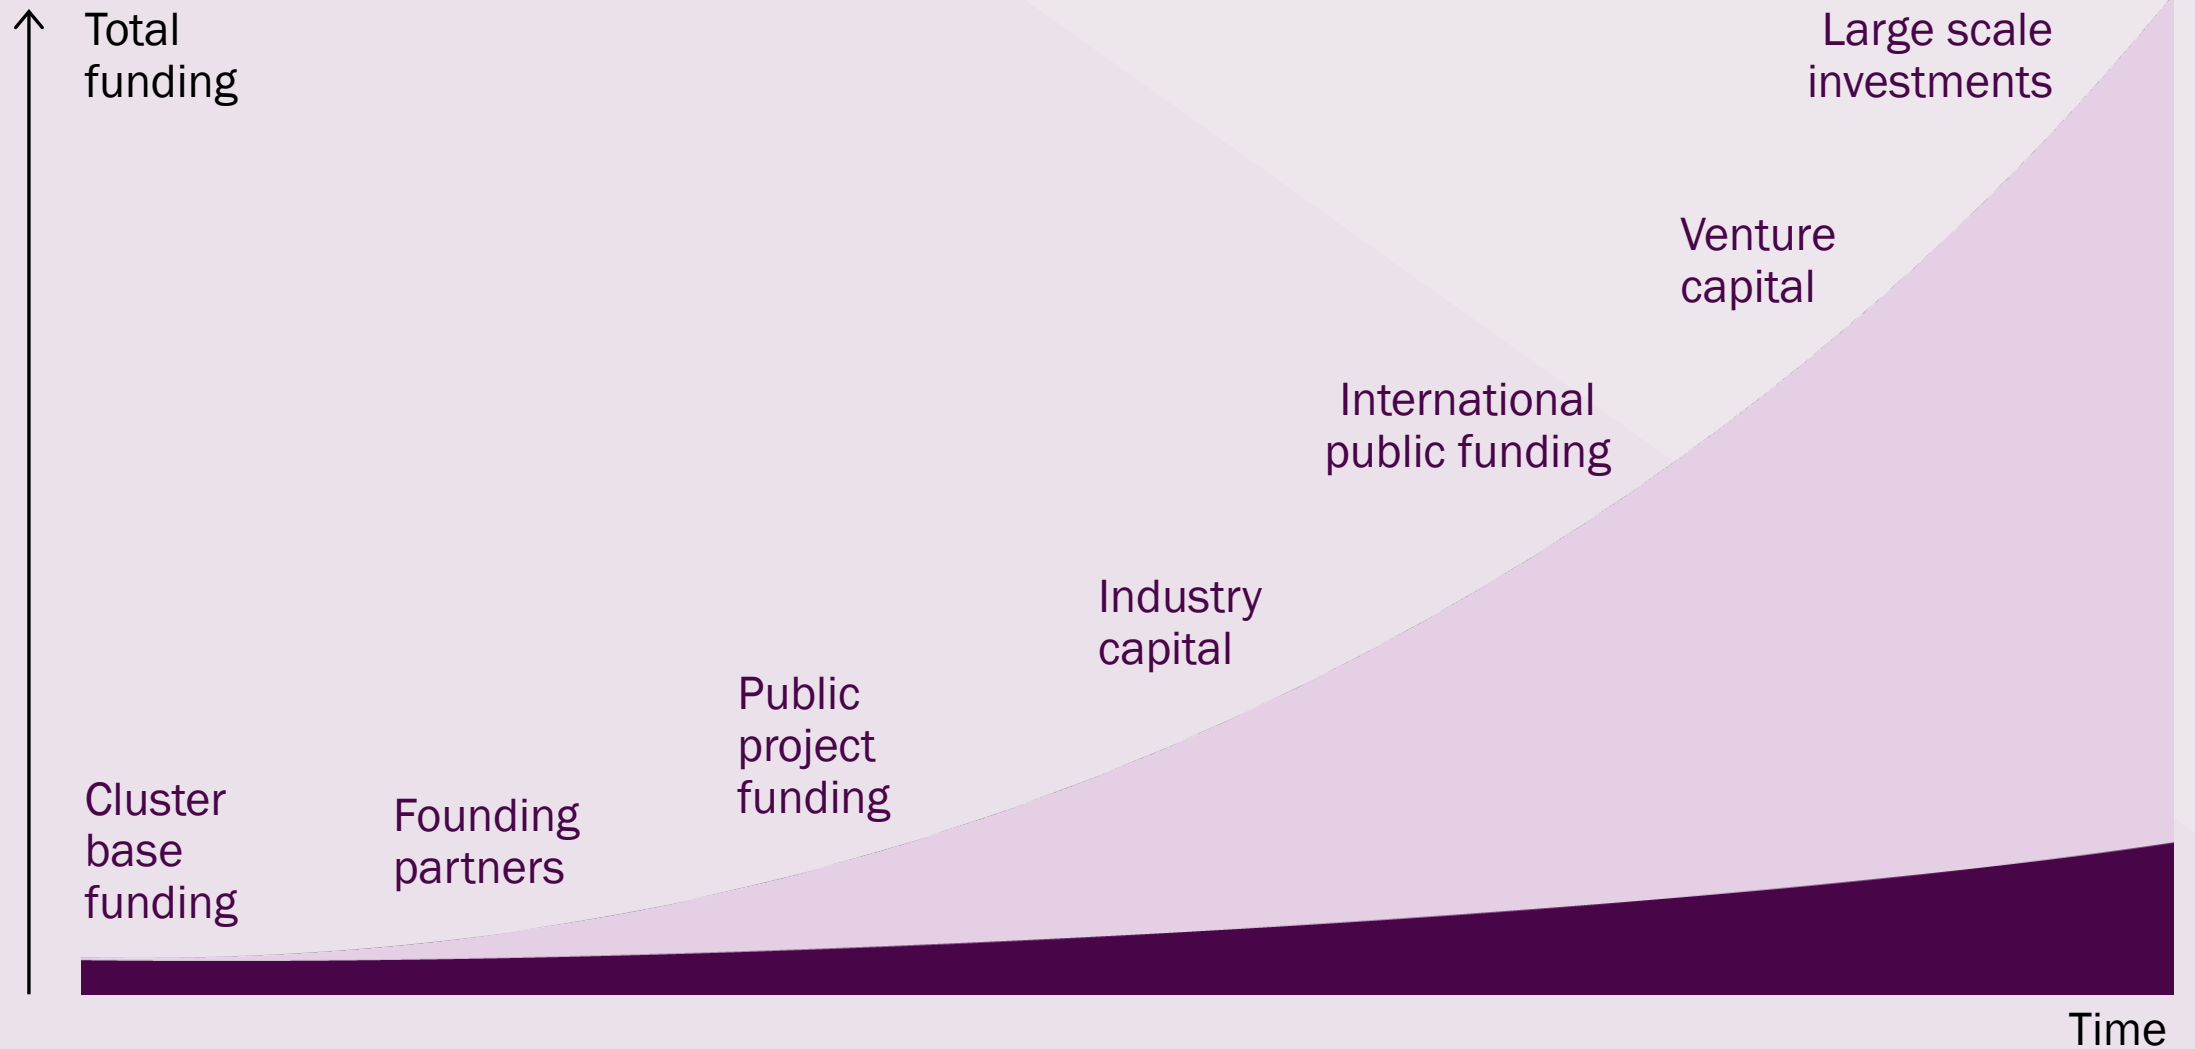 Total
funding
Large scale
investments
Venture
capital
International
public funding
Industry
capital
Public
project
funding
Founding
partners
Cluster
base
funding
Time